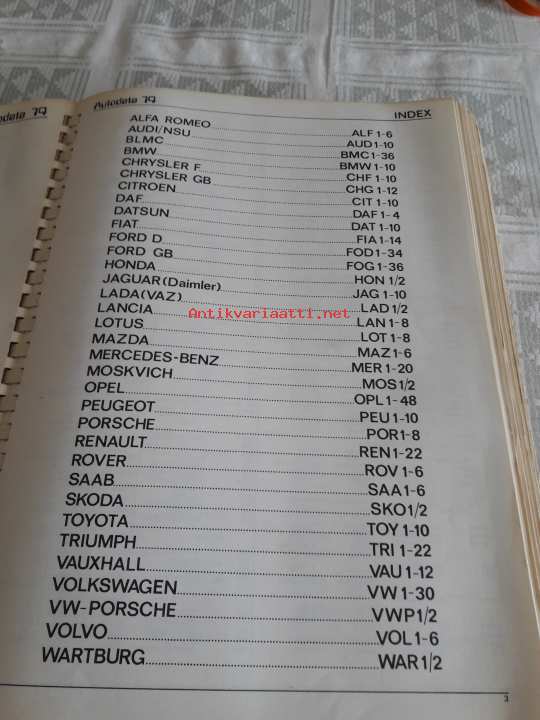 odata 79
Autodata 79 INDEX
ALFA ROMEO ALF 1-6
AUDI/NSU AUD 1-10
BLMC BMC 1-36
BMW BMW 1-10
CHRYSLER F CHF 1-10
CHRYSLER GB CHG 1-12
CITROEN CIT 1-10
DAF DAF 1-4
DATSUN DAT 1-10
FIAT FIA 1-14
FORD D FOD 1-34
FORD GB FOG 1-36
HONDA HON 1/2
JAGUAR (Daimler) JAG 1-10
LADA (VAZ) LAD 1/2
Antikvariaatti.net
LANCIA LAN 1-8
LOTUS LOT 1-8
MAZDA MAZ 1-6
MERCEDES-BENZ MER 1-20
MOSKVICH MOS 1/2
OPEL OPL 1-48
PEUGEOT PEU 1-10
PORSCHE POR 1-8
RENAULT REN 1-22
ROVER ROV 1-6
SAAB SAA 1-6
SKODA SKO 1/2
TOYOTA TOY 1-10
TRIUMPH TRI 1-22
VAUXHALL VAU 1-12
VOLKSWAGEN VW 1-30
VW-PORSCHE VWP 1/2
VOLVO VOL 1-6
WARTBURG WAR 1/2
3